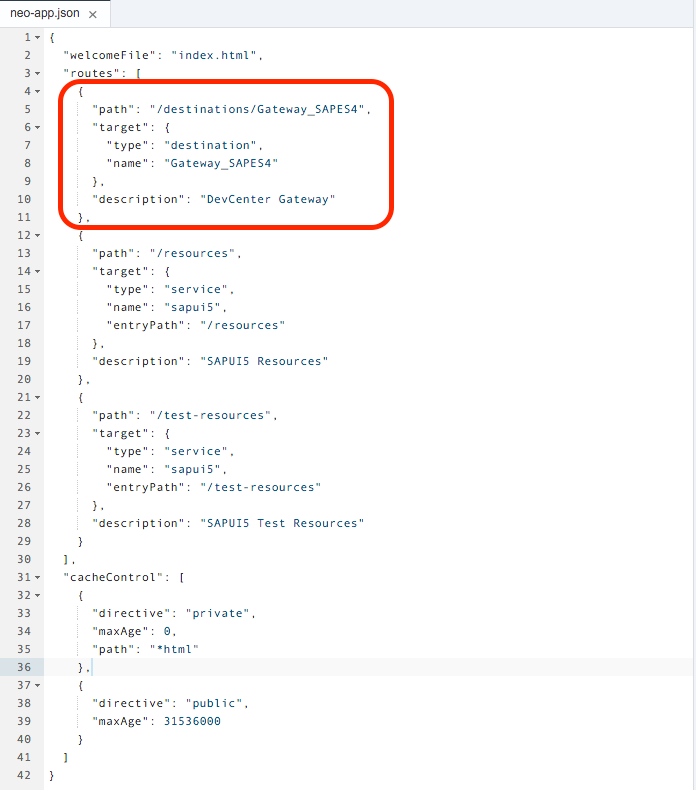 neo-app.json ×
1 {
2 "welcomeFile": "index.html",
3 "routes": [
4 {
5 "path": "/destinations/Gateway_SAPES4",
6 "target": {
7 "type": "destination",
8 "name": "Gateway_SAPES4"
9 },
10 "description": "DevCenter Gateway"
11 },
12 {
13 "path": "/resources",
14 "target": {
15 "type": "service",
16 "name": "sapui5",
17 "entryPath": "/resources"
18 },
19 "description": "SAPUI5 Resources"
20 },
21 {
22 "path": "/test-resources",
23 "target": {
24 "type": "service",
25 "name": "sapui5",
26 "entryPath": "/test-resources"
27 },
28 "description": "SAPUI5 Test Resources"
29 }
30 ],
31 "cacheControl": [
32 {
33 "directive": "private",
34 "maxAge": 0,
35 "path": "*html"
36 },
37 {
38 "directive": "public",
39 "maxAge": 31536000
40 }
41 ]
42 }